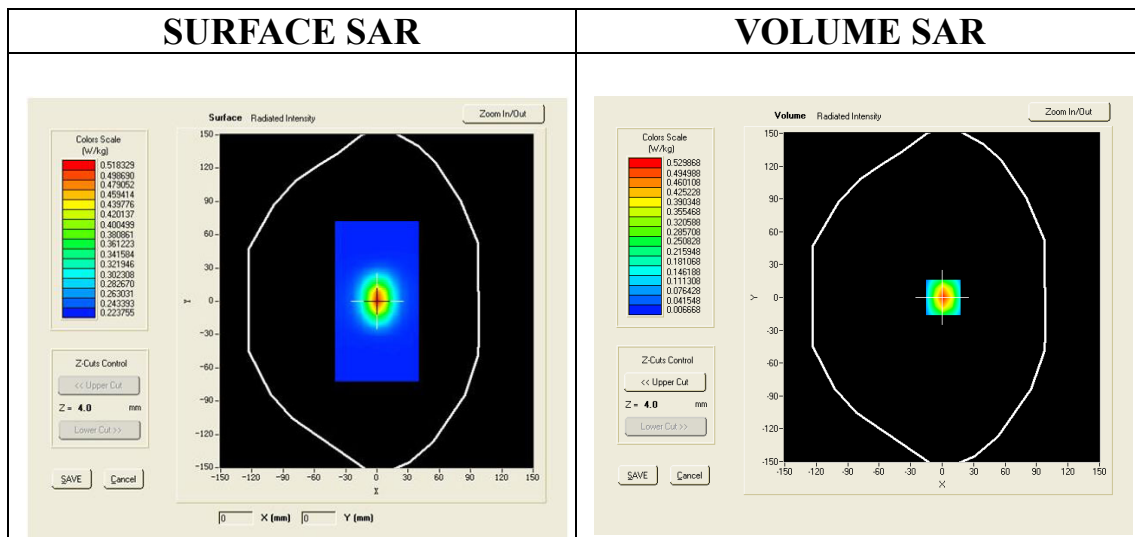 SURFACE SAR
VOLUME SAR
Surface Radiated Intensity
Zoom In/Out
Colors Scale
(W/kg)
0.518329
0.498690
0.479052
0.459414
0.439776
0.420137
0.400499
0.380861
0.361223
0.341584
0.321946
0.302308
0.282670
0.263031
0.243393
0.223755
150
120
90
60
30
0
-30
-60
-90
-120
-150
Y
-150 -120 -90 -60 -30 0 30 60 90 120 150
X
Z-Cuts Control
<< Upper Cut
Z = 4.0 mm
Lower Cut >>
SAVE Cancel
0 X (mm) 0 Y (mm)
Volume Radiated Intensity
Zoom In/Out
Colors Scale
(W/kg)
0.529868
0.494988
0.460108
0.425228
0.390348
0.355468
0.320588
0.285708
0.250828
0.215948
0.181068
0.146188
0.111308
0.076428
0.041548
0.006668
150
120
90
60
30
0
-30
-60
-90
-120
-150
Y
-150 -120 -90 -60 -30 0 30 60 90 120 150
X
Z-Cuts Control
<< Upper Cut
Z = 4.0 mm
Lower Cut >>
SAVE Cancel